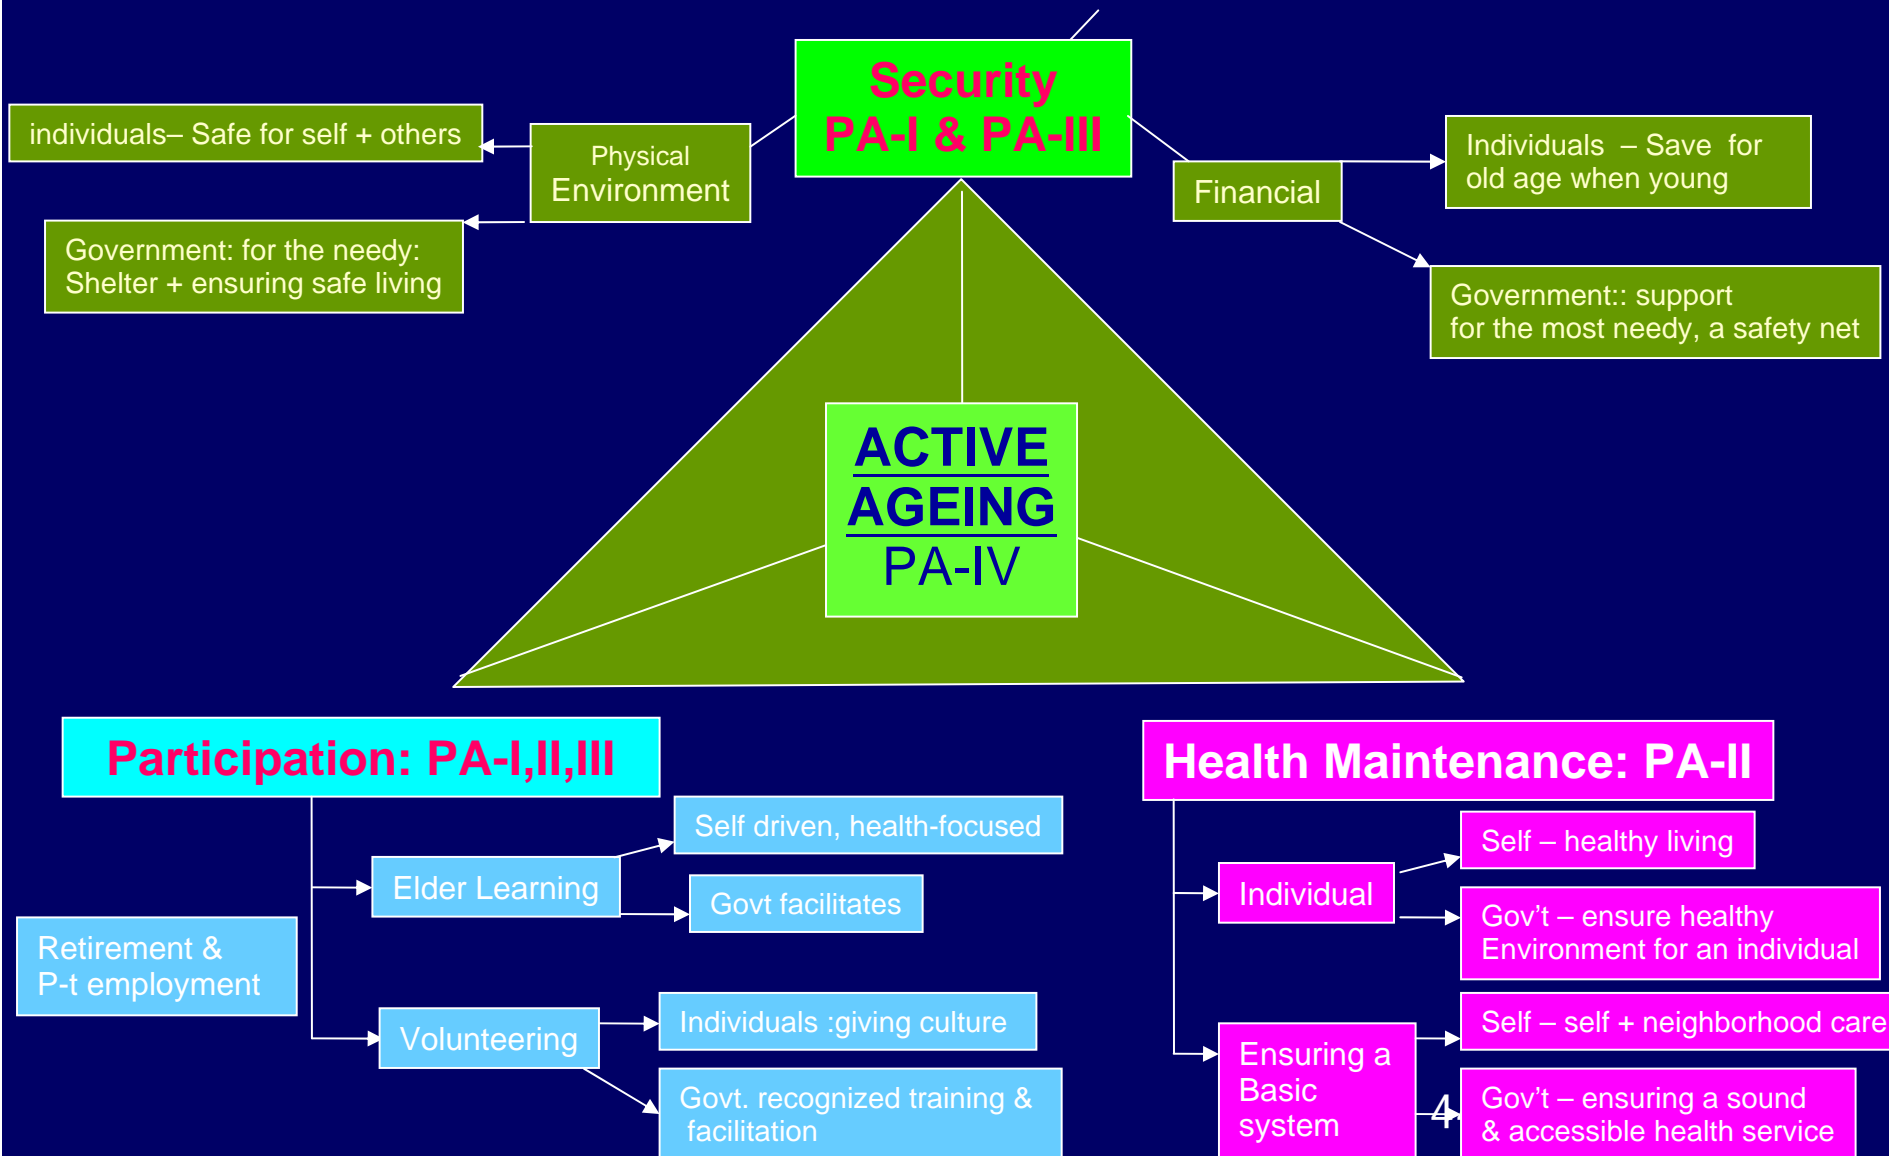 Security
PA-I & PA-III
individuals– Safe for self + others
Physical
Environment
Government: for the needy:
Shelter + ensuring safe living
Financial
Individuals – Save for
old age when young
Government:: support
for the most needy, a safety net
ACTIVE
AGEING
PA-IV
Participation: PA-I,II,III
Self driven, health-focused
Elder Learning
Govt facilitates
Retirement &
P-t employment
Volunteering
Individuals :giving culture
Govt. recognized training &
facilitation
Health Maintenance: PA-II
Self – healthy living
Individual
Gov’t – ensure healthy
Environment for an individual
Self – self + neighborhood care
Ensuring a
Basic
system
Gov’t – ensuring a sound
& accessible health service